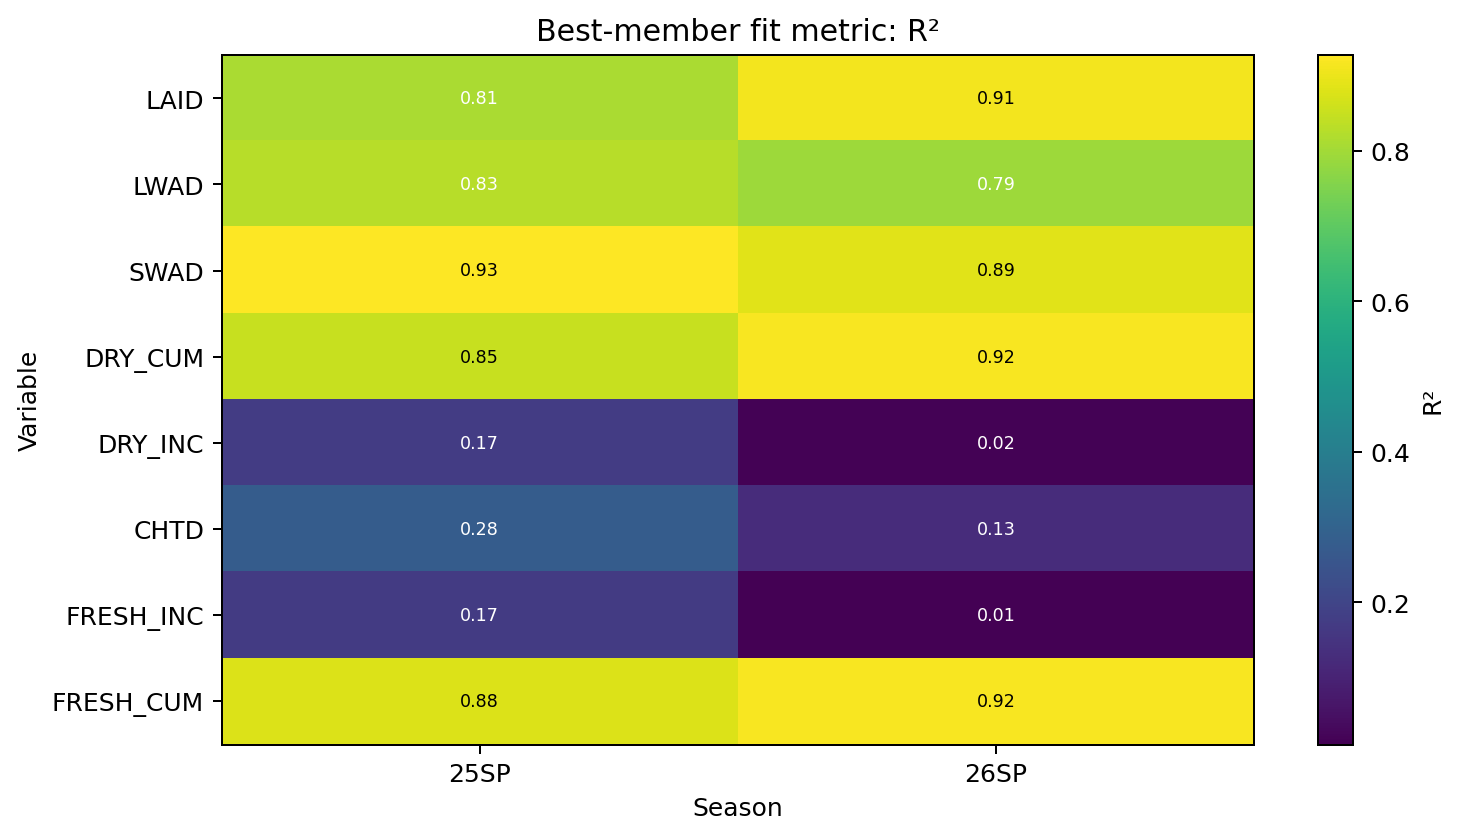 Best-member fit metric: R²
LAID 0.81 0.91
LWAD 0.83 0.79
SWAD 0.93 0.89
DRY_CUM 0.85 0.92
DRY_INC 0.17 0.02
CHTD 0.28 0.13
FRESH_INC 0.17 0.01
FRESH_CUM 0.88 0.92
25SP 26SP
Season
Variable
0.8
0.6
0.4
0.2
R²